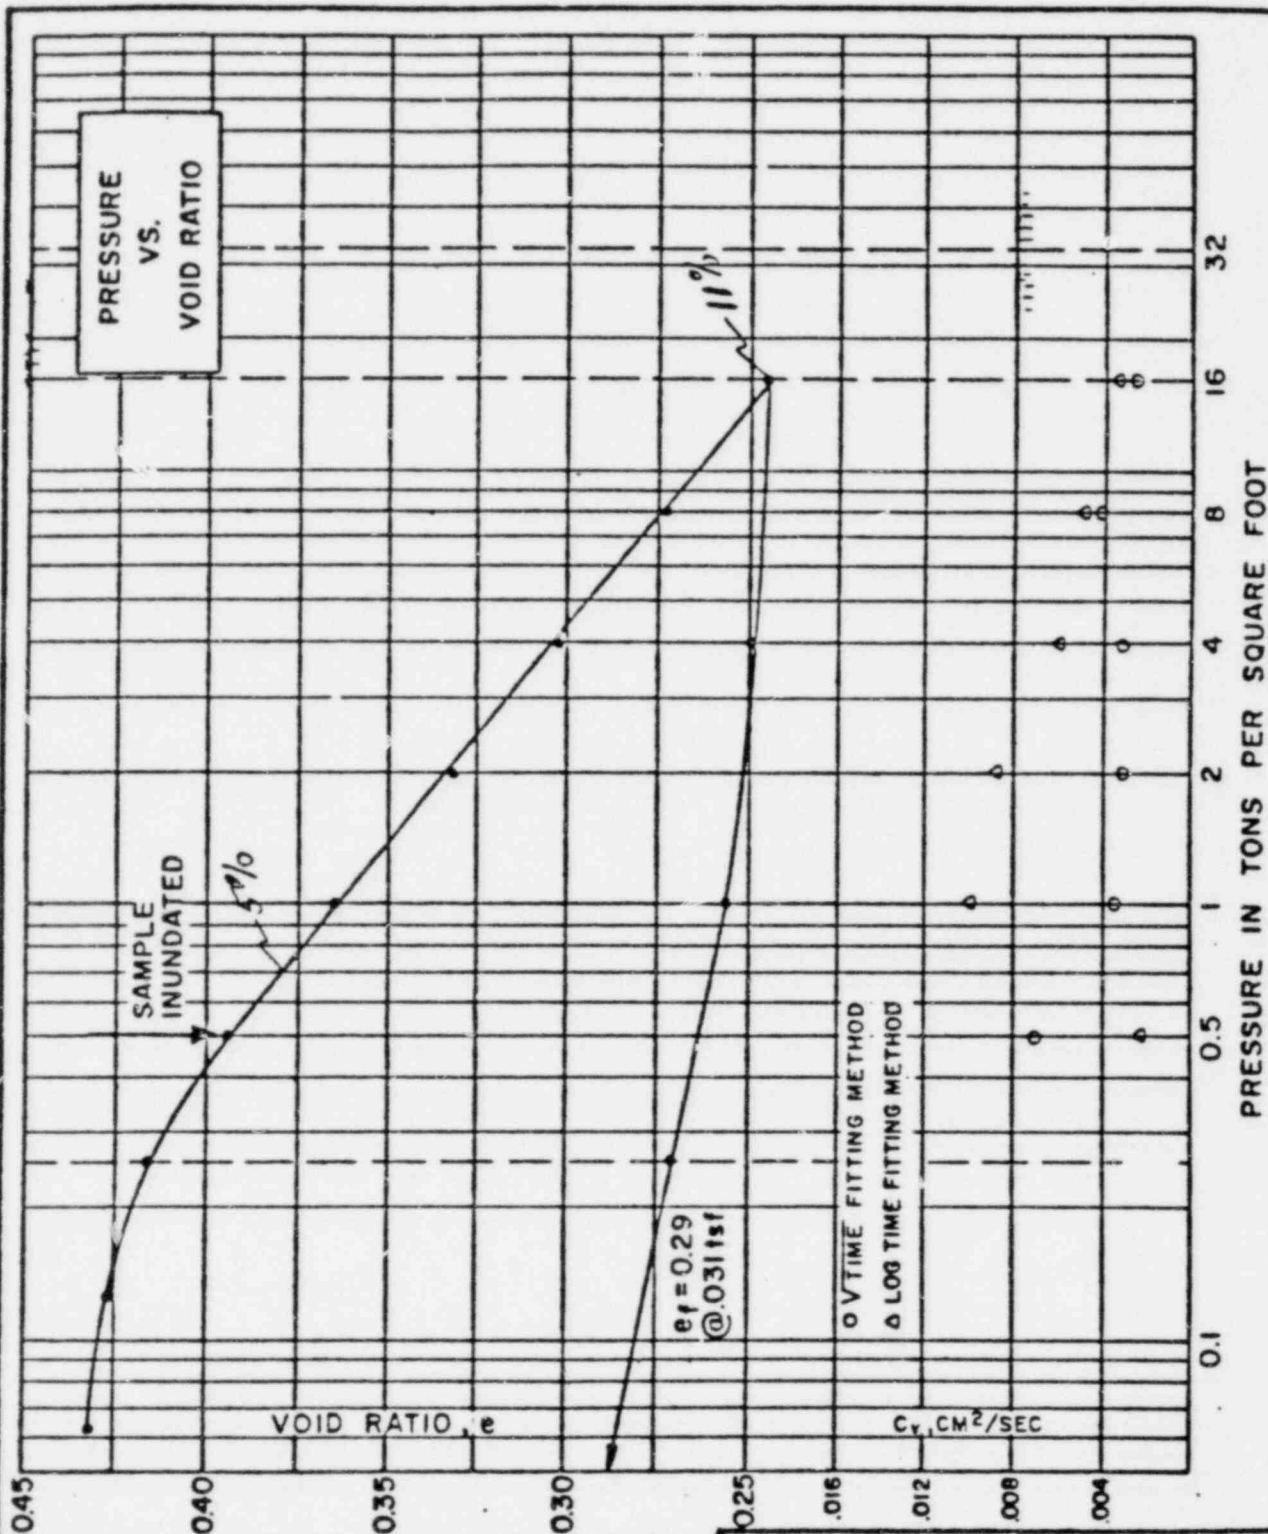 PRESSURE
VS.
VOID RATIO
SAMPLE
INUNDATED
5%
11%
e_f = 0.29
@.031 tsf
O √TIME FITTING METHOD
Δ LOG TIME FITTING METHOD
VOID RATIO, e
C_v, CM²/SEC
0.45
0.40
0.35
0.30
0.25
.016
.012
.008
.004
0.1
0.5
1
2
4
8
16
32
PRESSURE IN TONS PER SQUARE FOOT